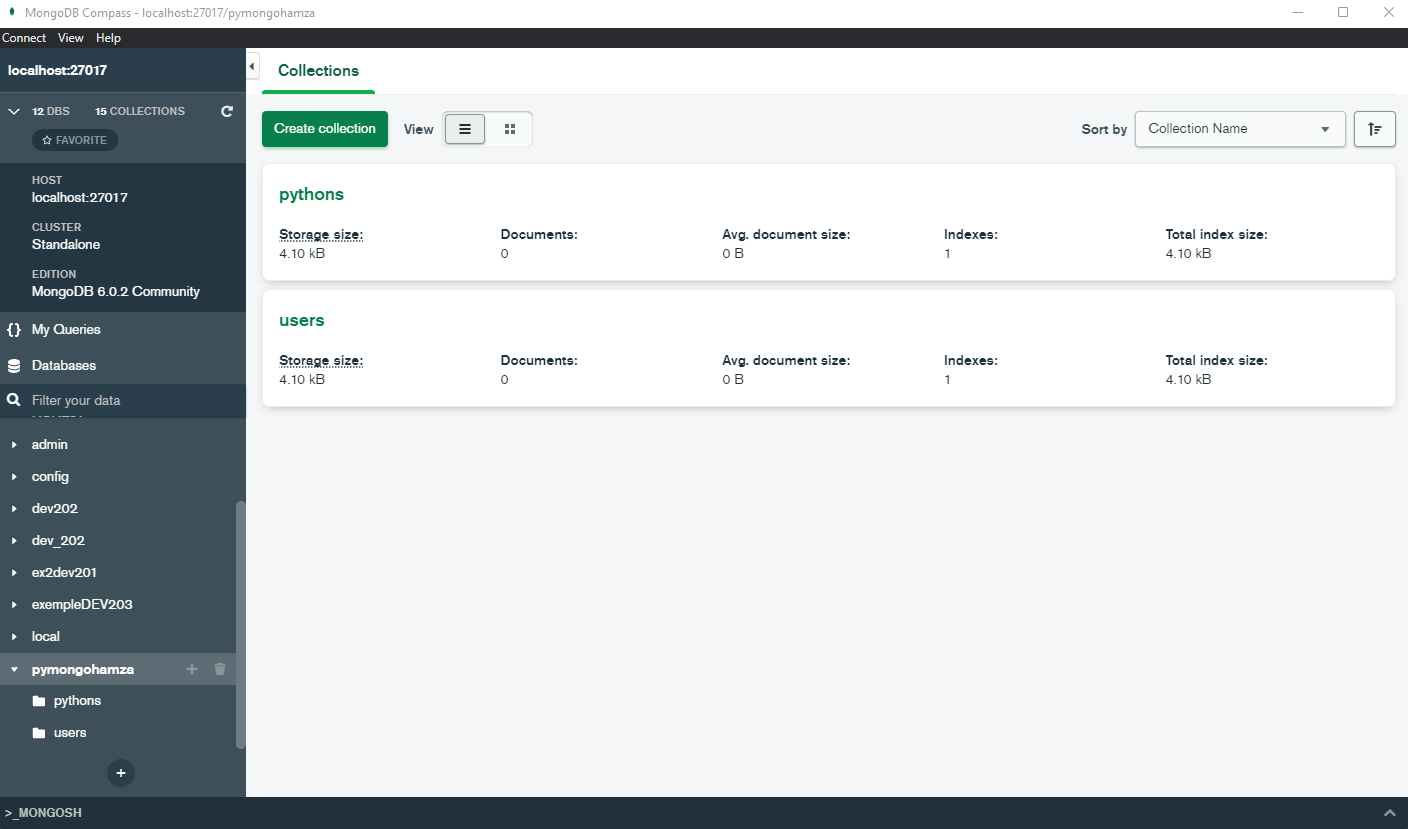 MongoDB Compass - localhost:27017/pymongohamza
Connect View Help
localhost:27017
12 DBS 15 COLLECTIONS
FAVORITE
HOST
localhost:27017
CLUSTER
Standalone
EDITION
MongoDB 6.0.2 Community
{} My Queries
Databases
Filter your data
admin
config
dev202
dev_202
ex2dev201
exempleDEV203
local
pymongohamza
pythons
users
Collections
Create collection View Sort by Collection Name
pythons
Storage size: Documents: Avg. document size: Indexes: Total index size:
4.10 kB 0 0 B 1 4.10 kB
users
Storage size: Documents: Avg. document size: Indexes: Total index size:
4.10 kB 0 0 B 1 4.10 kB
>_MONGOSH